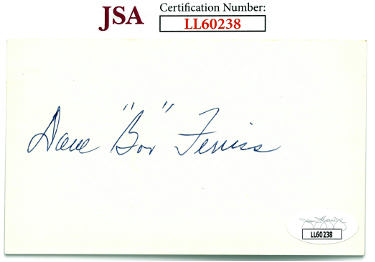 JSA
Certification Number:
LL60238
Dave "Boo" Ferriss
LL60238